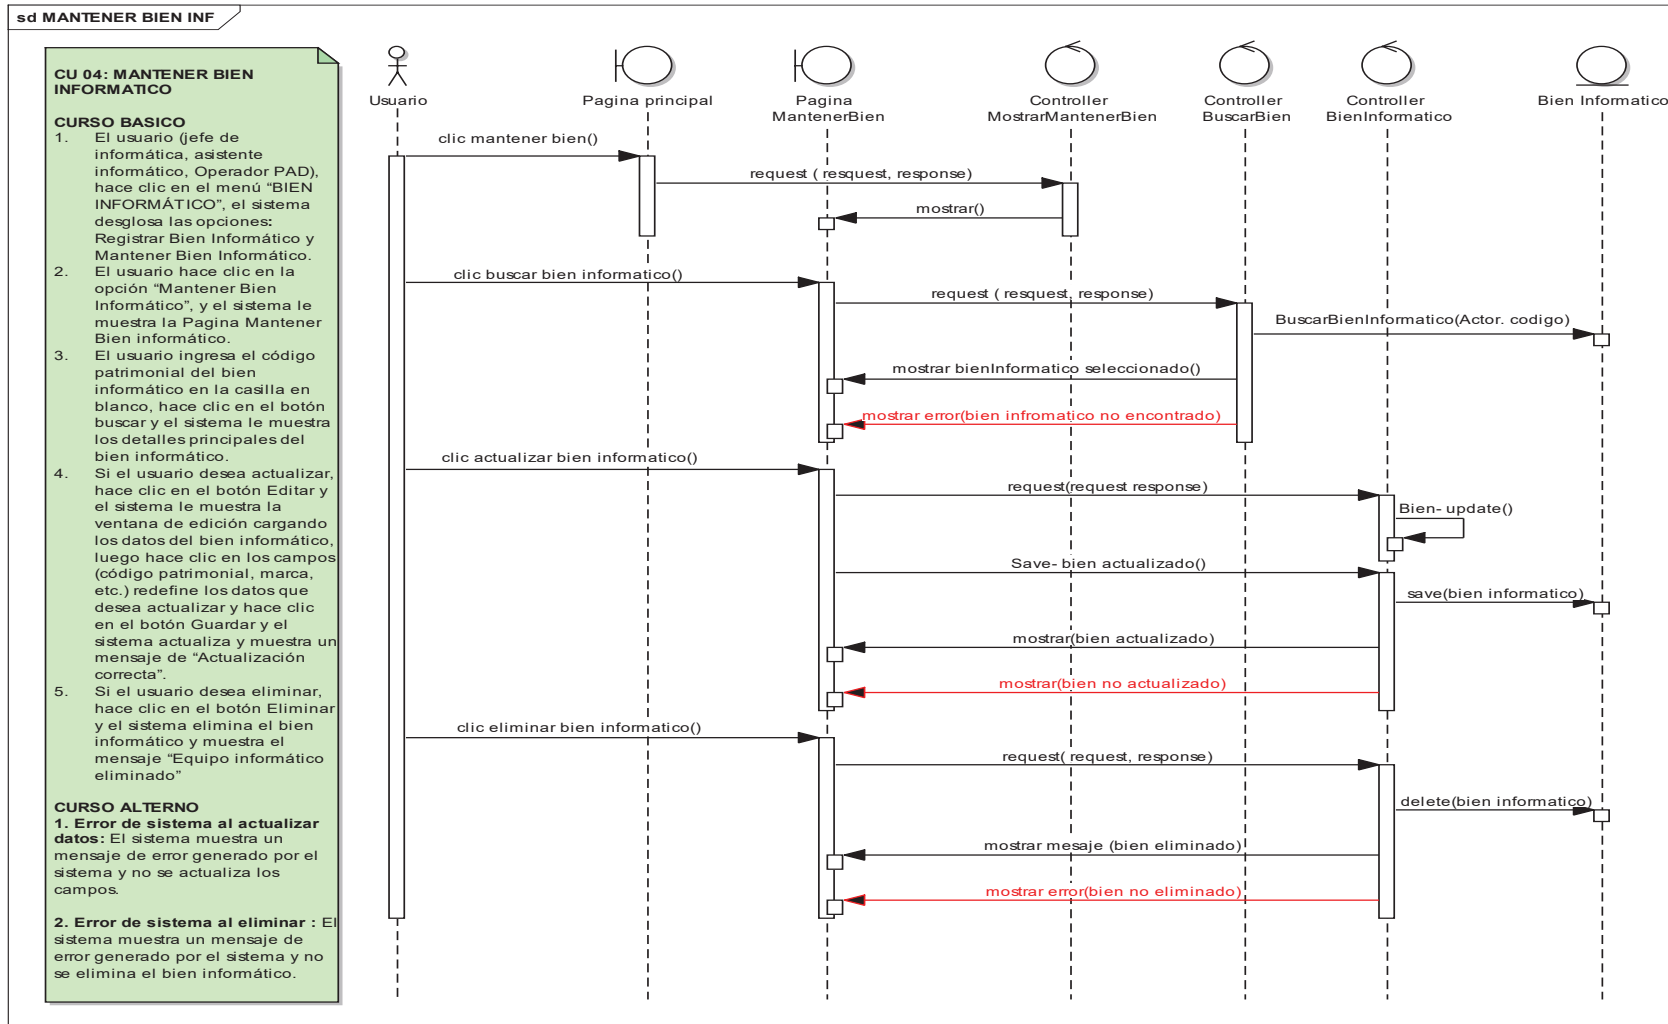 sd MANTENER BIEN INF
CU 04: MANTENER BIEN
INFORMATICO
CURSO BASICO
1. El usuario (jefe de
informática, asistente
informático, Operador PAD),
hace clic en el menú “BIEN
INFORMÁTICO”, el sistema
desglosa las opciones:
Registrar Bien Informático y
Mantener Bien Informático.
2. El usuario hace clic en la
opción “Mantener Bien
Informático”, y el sistema le
muestra la Pagina Mantener
Bien informático.
3. El usuario ingresa el código
patrimonial del bien
informático en la casilla en
blanco, hace clic en el botón
buscar y el sistema le muestra
los detalles principales del
bien informático.
4. Si el usuario desea actualizar,
hace clic en el botón Editar y
el sistema le muestra la
ventana de edición cargando
los datos del bien informático,
luego hace clic en los campos
(código patrimonial, marca,
etc.) redefine los datos que
desea actualizar y hace clic
en el botón Guardar y el
sistema actualiza y muestra un
mensaje de “Actualización
correcta”.
5. Si el usuario desea eliminar,
hace clic en el botón Eliminar
y el sistema elimina el bien
informático y muestra el
mensaje “Equipo informático
eliminado”
CURSO ALTERNO
1. Error de sistema al actualizar
datos: El sistema muestra un
mensaje de error generado por el
sistema y no se actualiza los
campos.
2. Error de sistema al eliminar : El
sistema muestra un mensaje de
error generado por el sistema y no
se elimina el bien informático.
Usuario
Pagina principal
Pagina
MantenerBien
Controller
MostrarMantenerBien
Controller
BuscarBien
Controller
BienInformatico
Bien Informatico
clic mantener bien()
request ( resquest, response)
mostrar()
clic buscar bien informatico()
request ( resquest, response)
BuscarBienInformatico(Actor. codigo)
mostrar bienInformatico seleccionado()
mostrar error(bien infromatico no encontrado)
clic actualizar bien informatico()
request(request response)
Bien- update()
Save- bien actualizado()
save(bien informatico)
mostrar(bien actualizado)
mostrar(bien no actualizado)
clic eliminar bien informatico()
request( request, response)
delete(bien informatico)
mostrar mesaje (bien eliminado)
mostrar error(bien no eliminado)